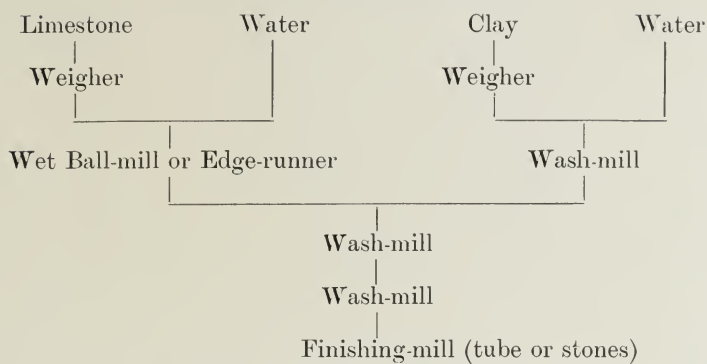 Limestone Water Clay Water
Weigher Weigher
Wet Ball-mill or Edge-runner Wash-mill
Wash-mill
Wash-mill
Finishing-mill (tube or stones)